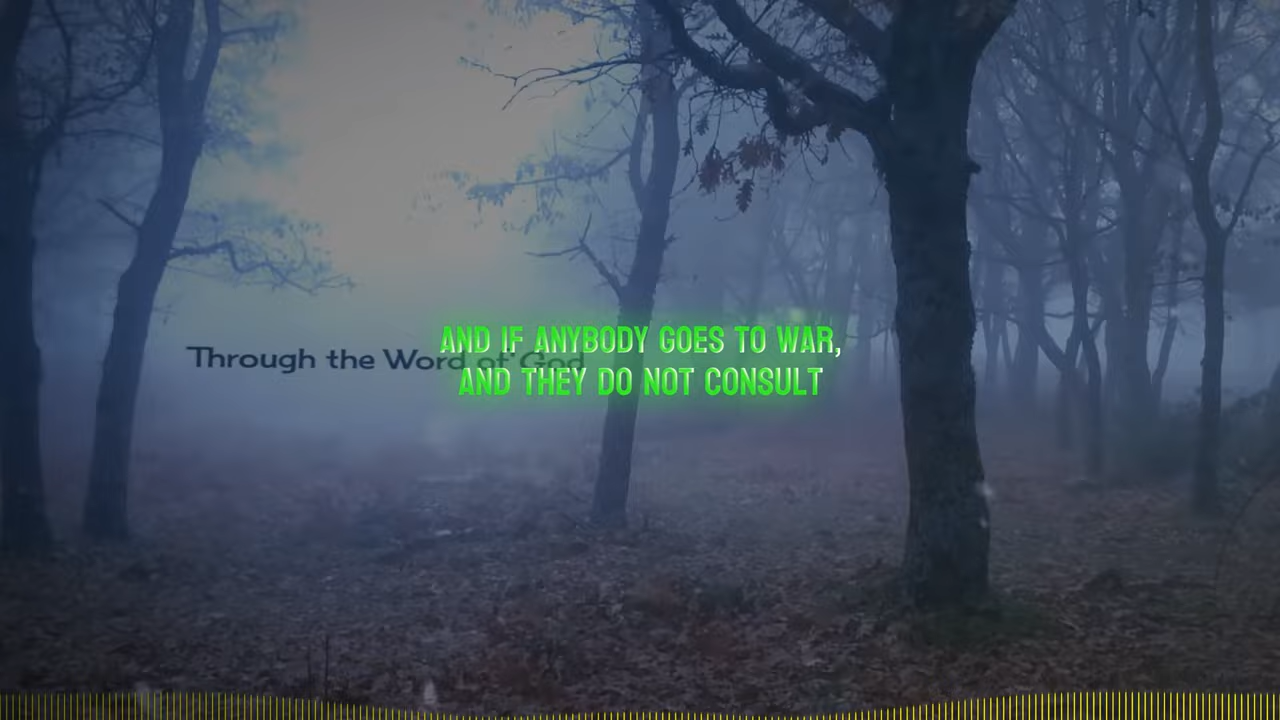 Through the Word of God
AND IF ANYBODY GOES TO WAR,
AND THEY DO NOT CONSULT